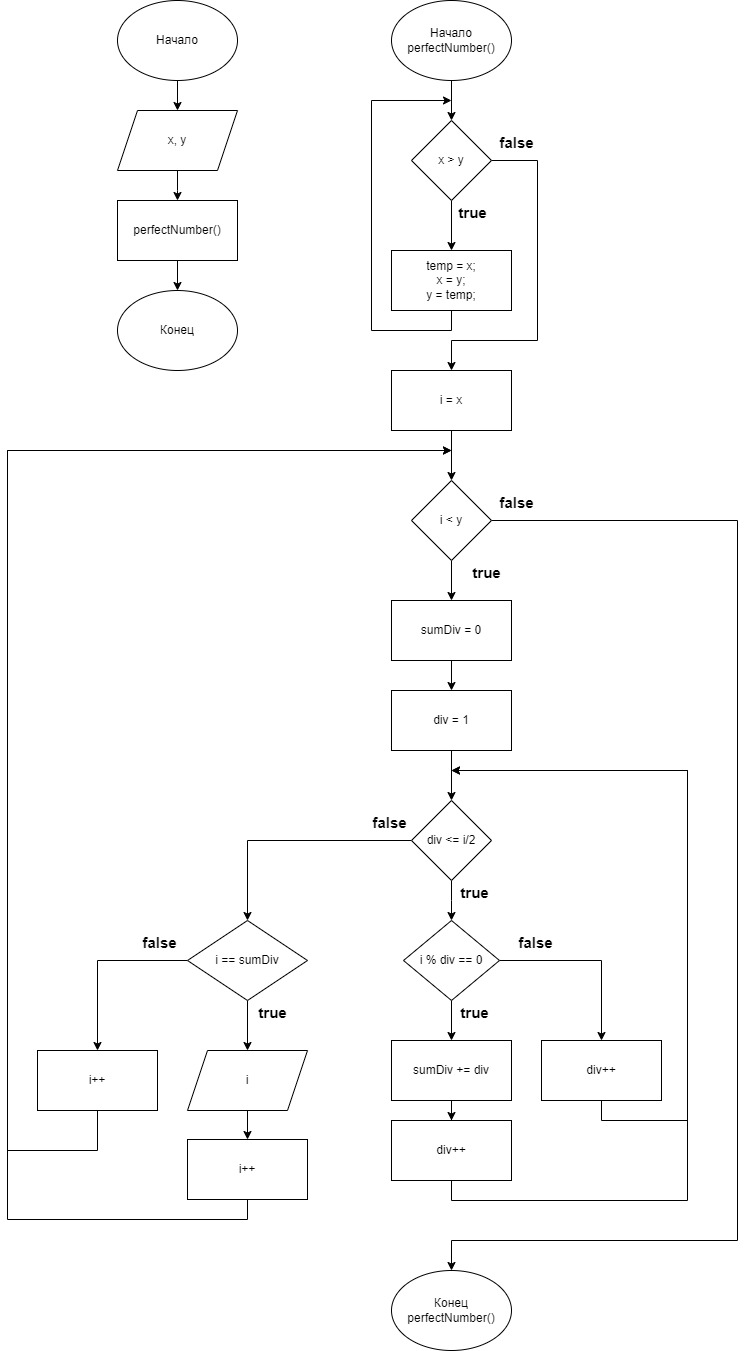 Начало
x, y
perfectNumber()
Конец
Начало
perfectNumber()
x > y
false
true
temp = x;
x = y;
y = temp;
i = x
i < y
false
true
sumDiv = 0
div = 1
div <= i/2
false
true
i == sumDiv
false
true
i++
i
i++
i % div == 0
false
true
sumDiv += div
div++
div++
Конец
perfectNumber()